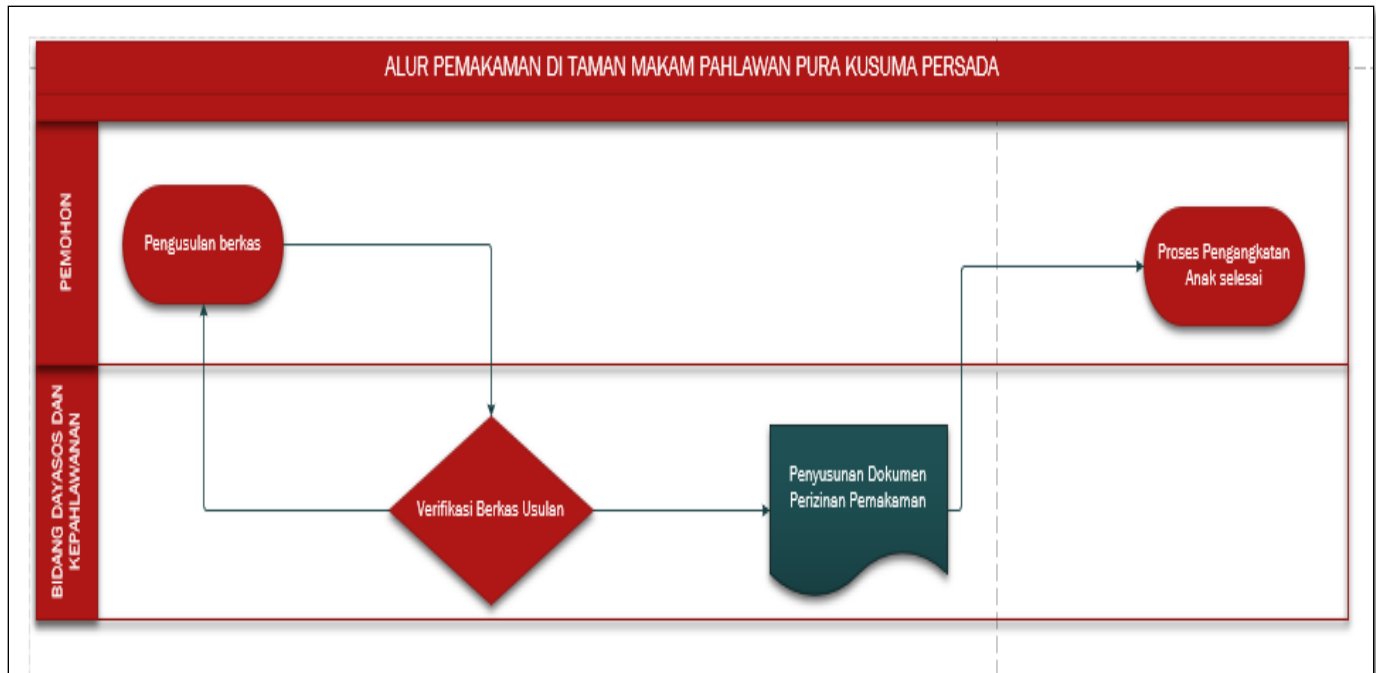 ALUR PEMAKAMAN DI TAMAN MAKAM PAHLAWAN PURA KUSUMA PERSADA
PEMOHON
Pengusulan berkas
Proses Pengangkatan
Anak selesai
BIDANG DAYASOS DAN
KEPAHLAWANAN
Verifikasi Berkas Usulan
Penyusunan Dokumen
Perizinan Pemakaman